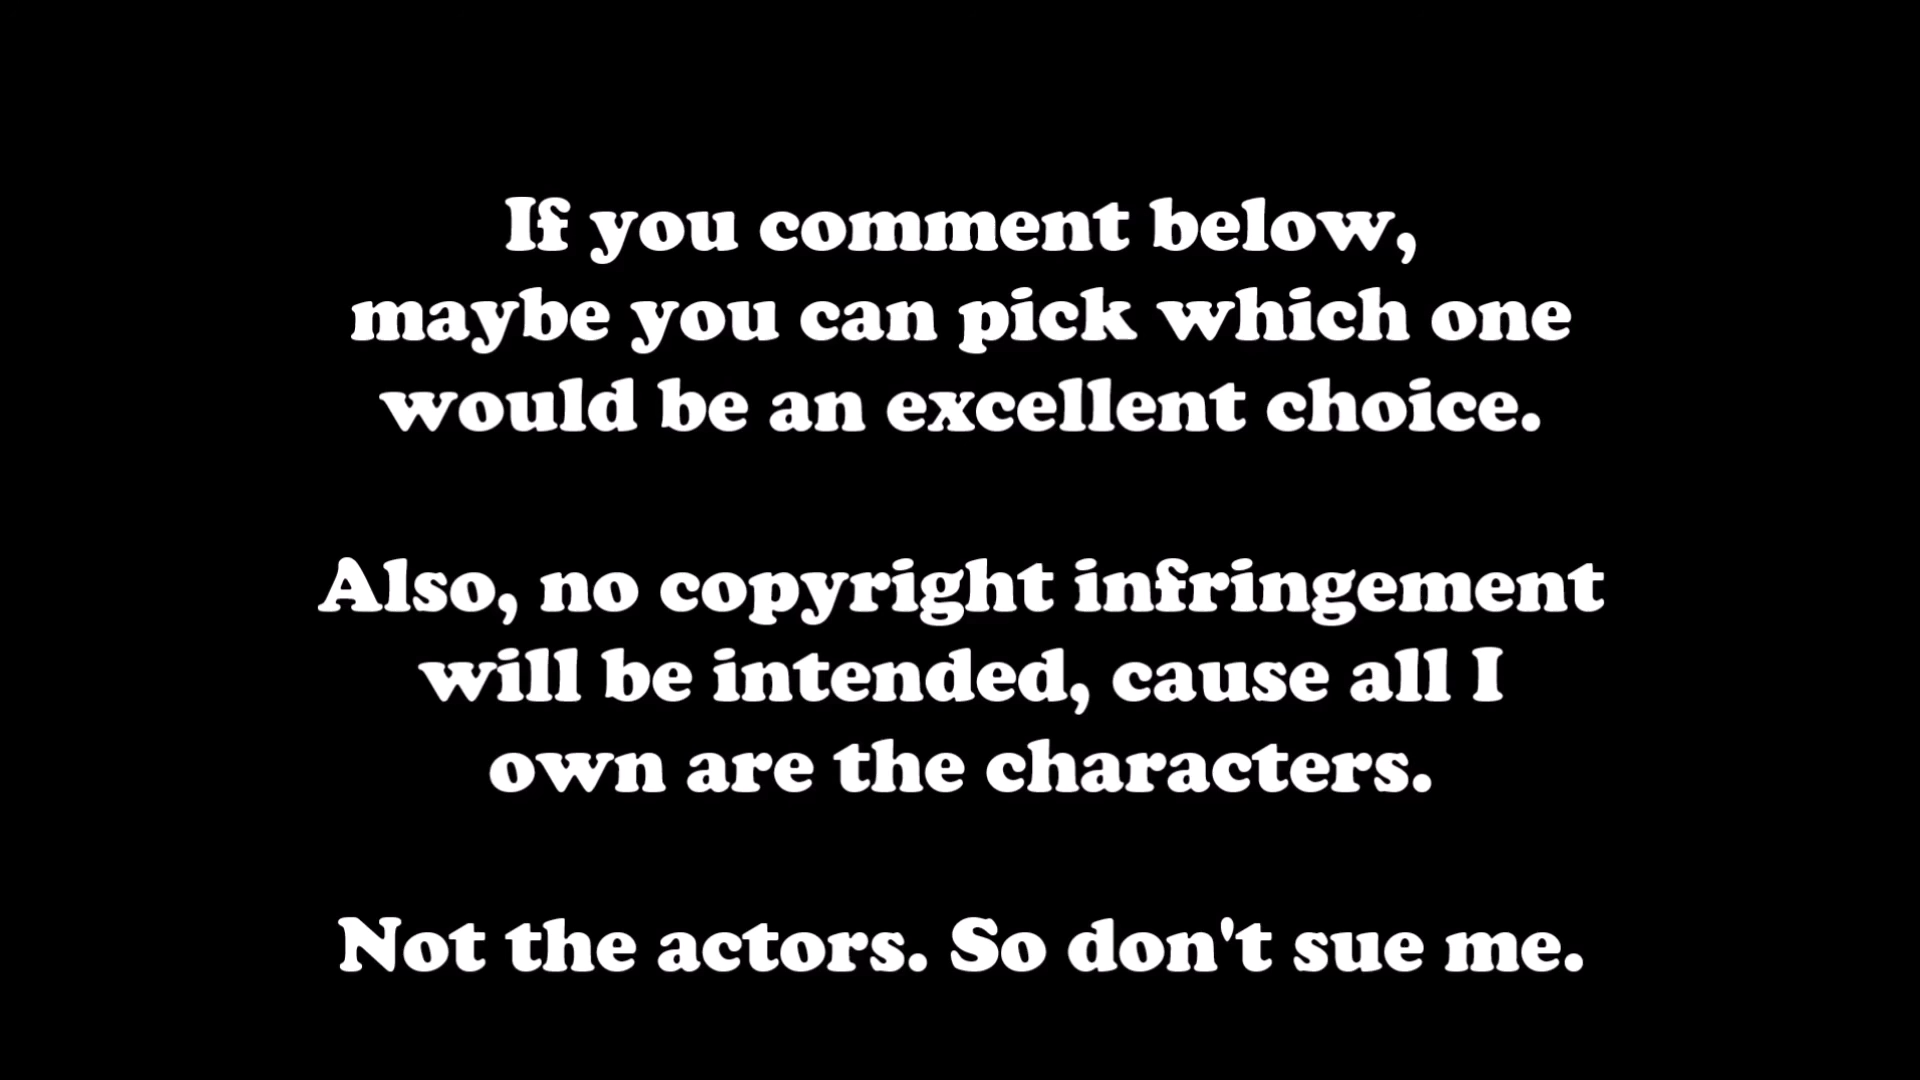 If you comment below,
maybe you can pick which one
would be an excellent choice.
Also, no copyright infringement
will be intended, cause all I
own are the characters.
Not the actors. So don't sue me.